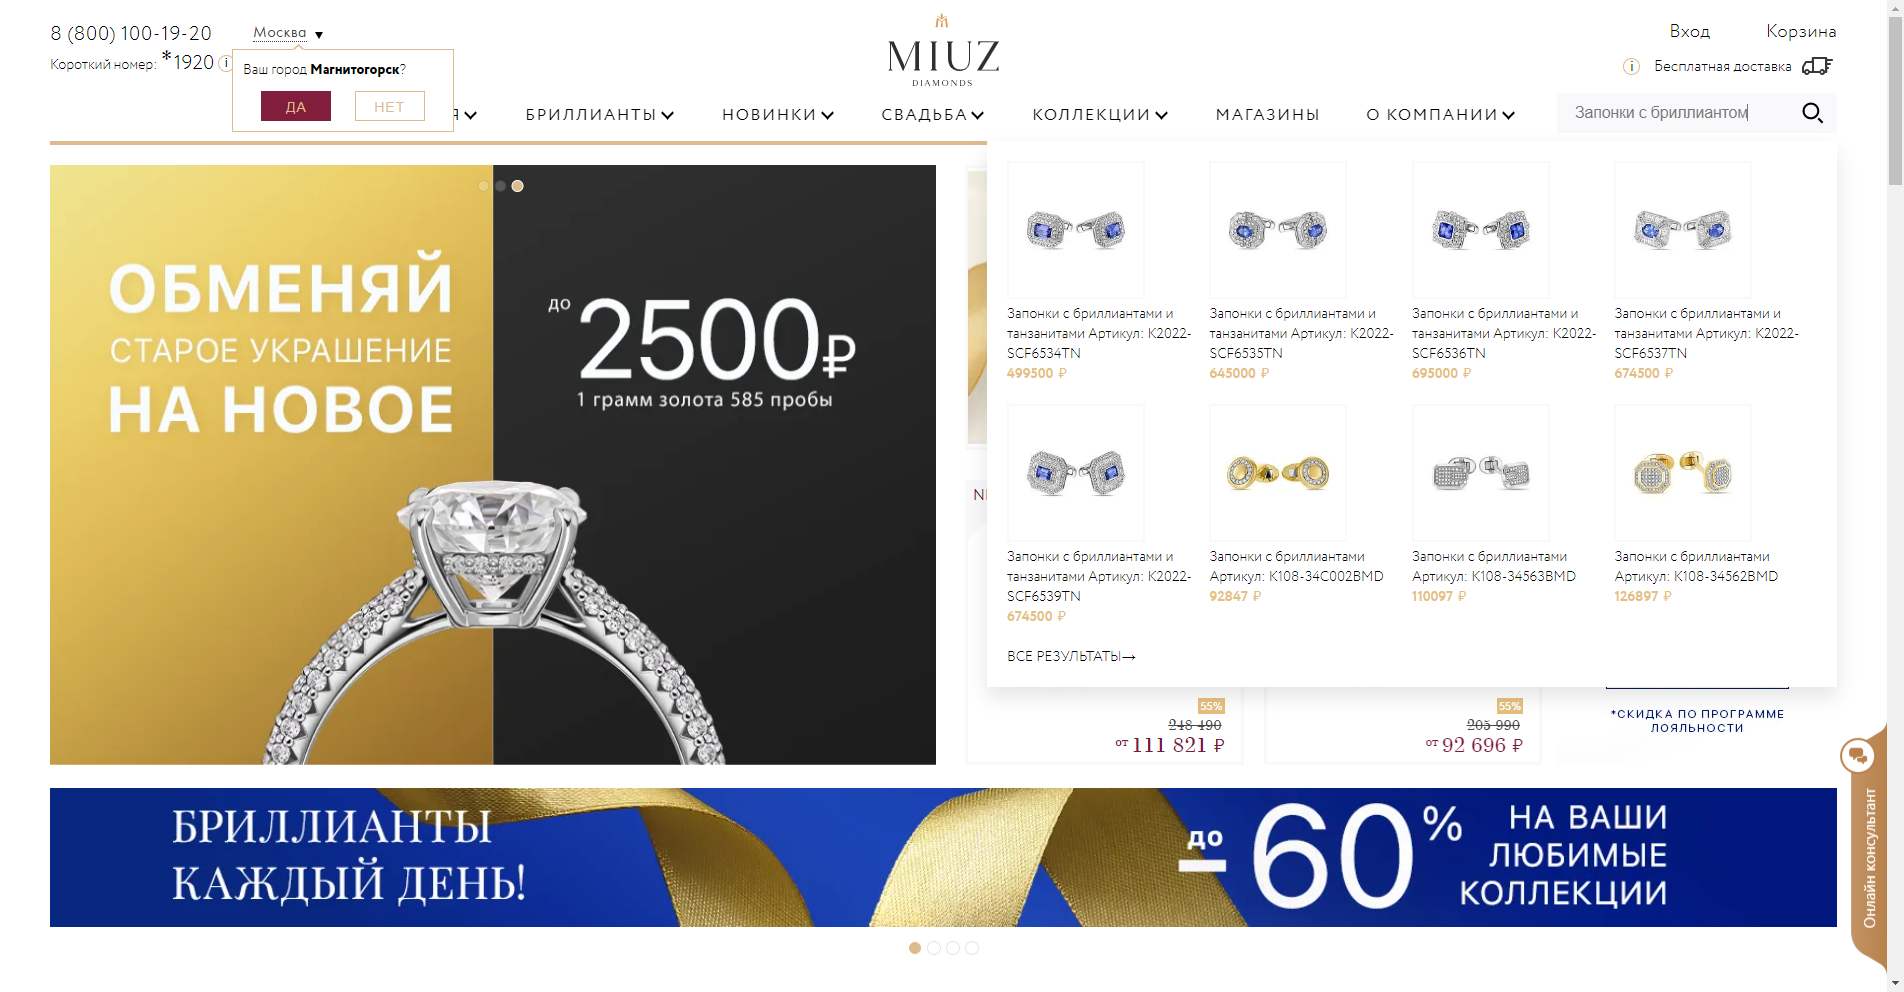 8 (800) 100-19-20
Москва ▼
Короткий номер: *1920
Ваш город Магнитогорск?
ДА
НЕТ
MIUZ
DIAMONDS
Вход
Корзина
Бесплатная доставка
БРИЛЛИАНТЫ
НОВИНКИ
СВАДЬБА
КОЛЛЕКЦИИ
МАГАЗИНЫ
О КОМПАНИИ
Запонки с бриллиантом
ОБМЕНЯЙ
СТАРОЕ УКРАШЕНИЕ
НА НОВОЕ
до 2500₽
1 грамм золота 585 пробы
Запонки с бриллиантами и
танзанитами Артикул: K2022-
SCF6534TN
499500 ₽
Запонки с бриллиантами и
танзанитами Артикул: K2022-
SCF6535TN
645000 ₽
Запонки с бриллиантами и
танзанитами Артикул: K2022-
SCF6536TN
695000 ₽
Запонки с бриллиантами и
танзанитами Артикул: K2022-
SCF6537TN
674500 ₽
Запонки с бриллиантами и
танзанитами Артикул: K2022-
SCF6539TN
674500 ₽
Запонки с бриллиантами
Артикул: K108-34C002BMD
92847 ₽
Запонки с бриллиантами
Артикул: K108-34563BMD
110097 ₽
Запонки с бриллиантами
Артикул: K108-34562BMD
126897 ₽
ВСЕ РЕЗУЛЬТАТЫ→
55%
248 490
от 111 821 ₽
55%
205 990
от 92 696 ₽
*СКИДКА ПО ПРОГРАММЕ
ЛОЯЛЬНОСТИ
БРИЛЛИАНТЫ
КАЖДЫЙ ДЕНЬ!
до
– 60%
НА ВАШИ
ЛЮБИМЫЕ
КОЛЛЕКЦИИ
Онлайн консультант